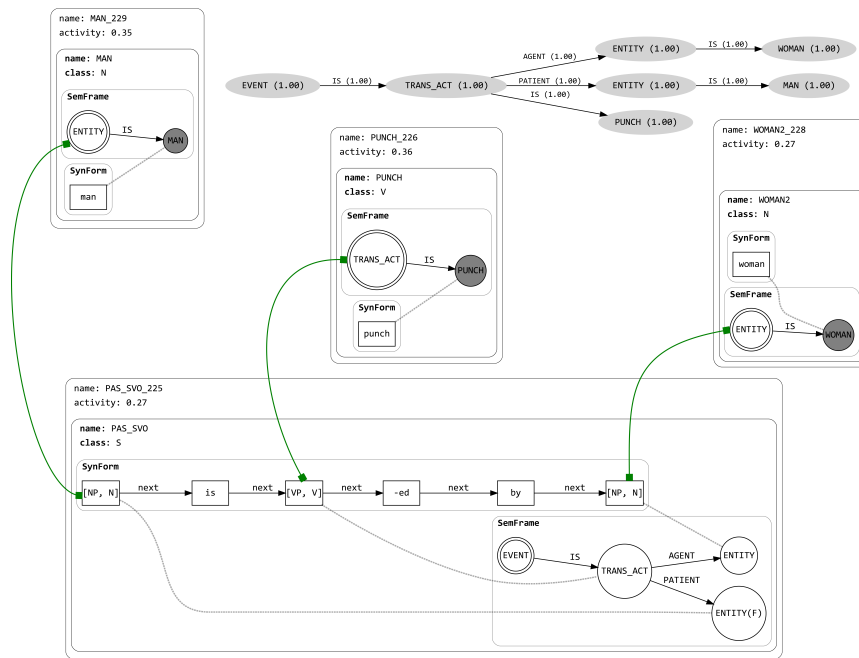 name: MAN_229
activity: 0.35
name: MAN
class: N
SemFrame
ENTITY
IS
MAN
SynForm
man
EVENT (1.00)
IS (1.00)
TRANS_ACT (1.00)
AGENT (1.00)
PATIENT (1.00)
IS (1.00)
ENTITY (1.00)
IS (1.00)
WOMAN (1.00)
ENTITY (1.00)
IS (1.00)
MAN (1.00)
PUNCH (1.00)
name: PUNCH_226
activity: 0.36
name: PUNCH
class: V
SemFrame
TRANS_ACT
IS
PUNCH
SynForm
punch
name: WOMAN2_228
activity: 0.27
name: WOMAN2
class: N
SynForm
woman
SemFrame
ENTITY
IS
WOMAN
name: PAS_SVO_225
activity: 0.27
name: PAS_SVO
class: S
SynForm
[NP, N]
next
is
next
[VP, V]
next
-ed
next
by
next
[NP, N]
SemFrame
EVENT
IS
TRANS_ACT
AGENT
ENTITY
PATIENT
ENTITY(F)